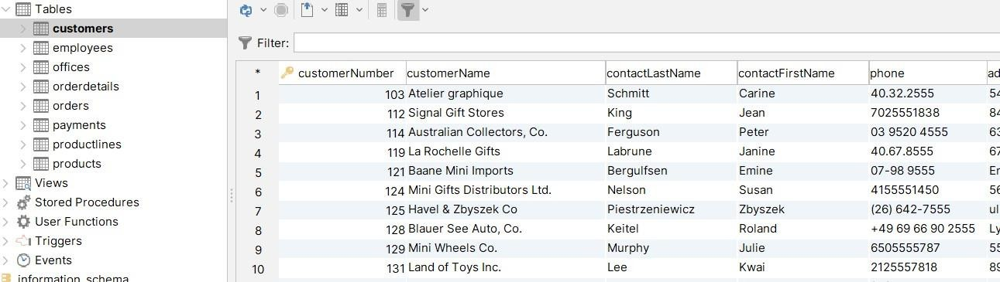 Tables
customers
employees
offices
orderdetails
orders
payments
productlines
products
Views
Stored Procedures
User Functions
Triggers
Events
information_schema
Filter:
* customerNumber customerName contactLastName contactFirstName phone ad
1 103 Atelier graphique Schmitt Carine 40.32.2555 54
2 112 Signal Gift Stores King Jean 7025551838 84
3 114 Australian Collectors, Co. Ferguson Peter 03 9520 4555 63
4 119 La Rochelle Gifts Labrune Janine 40.67.8555 67
5 121 Baane Mini Imports Bergulfsen Emine 07-98 9555 Er
6 124 Mini Gifts Distributors Ltd. Nelson Susan 4155551450 56
7 125 Havel & Zbyszek Co Piestrzeniewicz Zbyszek (26) 642-7555 ul
8 128 Blauer See Auto, Co. Keitel Roland +49 69 66 90 2555 Ly
9 129 Mini Wheels Co. Murphy Julie 6505555787 55
10 131 Land of Toys Inc. Lee Kwai 2125557818 89